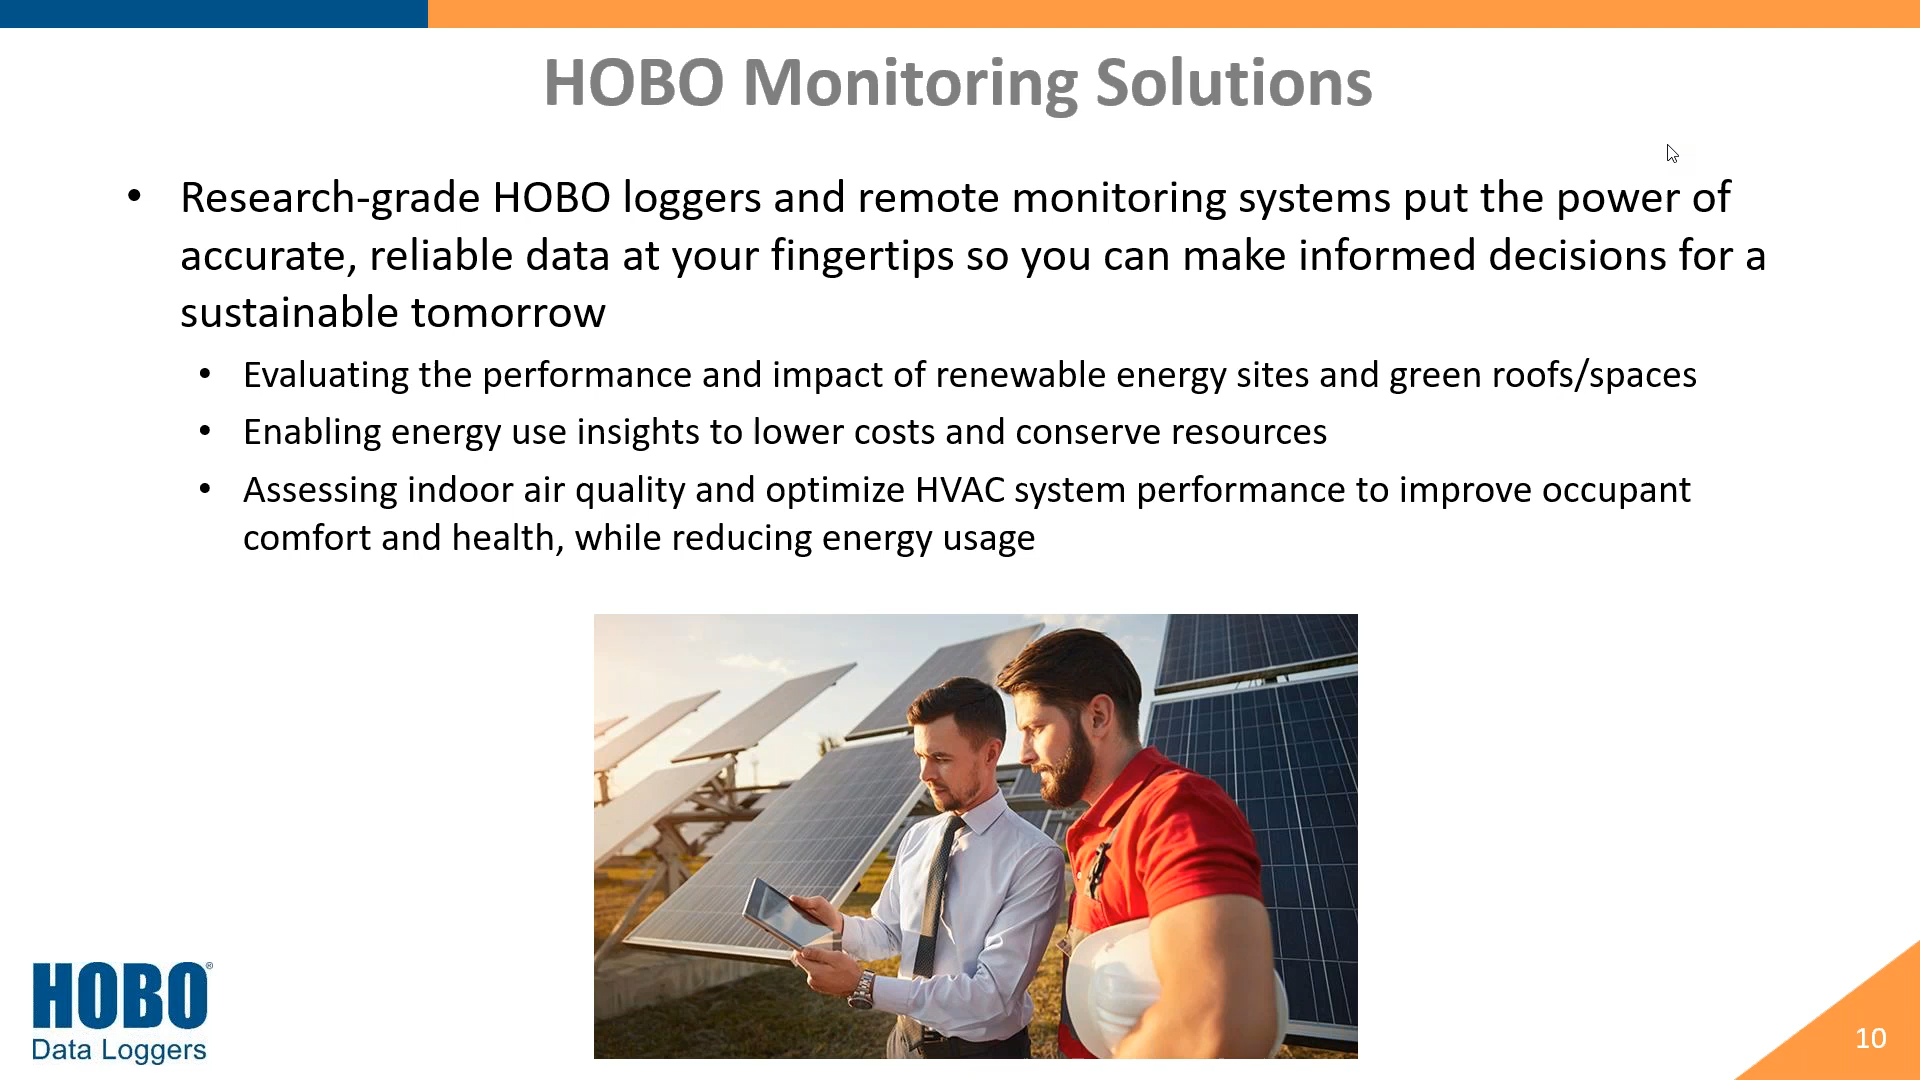 HOBO Monitoring Solutions
• Research-grade HOBO loggers and remote monitoring systems put the power of
accurate, reliable data at your fingertips so you can make informed decisions for a
sustainable tomorrow
• Evaluating the performance and impact of renewable energy sites and green roofs/spaces
• Enabling energy use insights to lower costs and conserve resources
• Assessing indoor air quality and optimize HVAC system performance to improve occupant
comfort and health, while reducing energy usage
HOBO®
Data Loggers
10